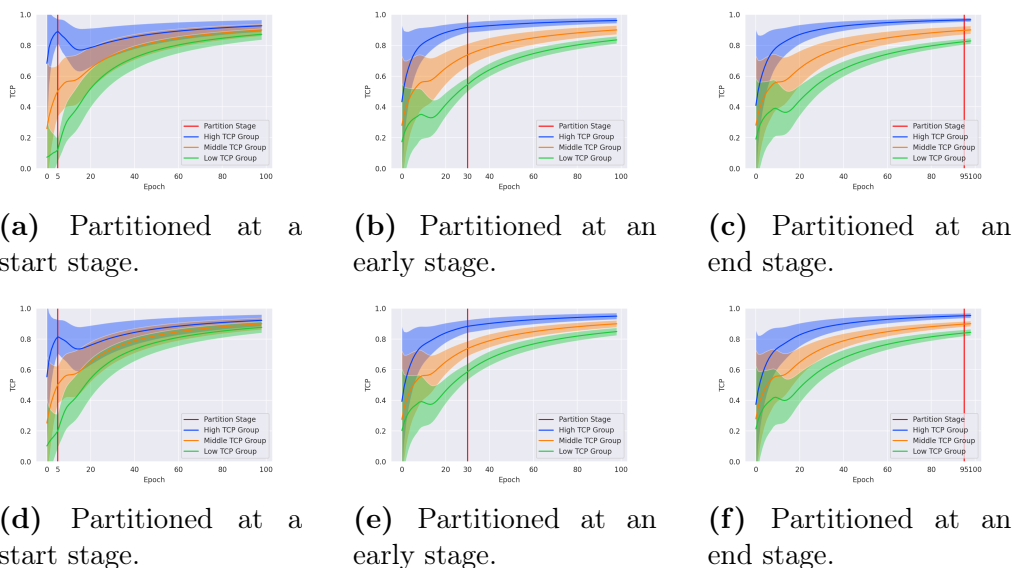 1.0
0.8
0.6
0.4
0.2
0.0
TCP
0 5 20 40 60 80 100
Epoch
Partition Stage
High TCP Group
Middle TCP Group
Low TCP Group
1.0
0.8
0.6
0.4
0.2
0.0
TCP
0 20 30 40 60 80 100
Epoch
Partition Stage
High TCP Group
Middle TCP Group
Low TCP Group
1.0
0.8
0.6
0.4
0.2
0.0
TCP
0 20 40 60 80 95100
Epoch
Partition Stage
High TCP Group
Middle TCP Group
Low TCP Group
(a) Partitioned at a
start stage.
(b) Partitioned at an
early stage.
(c) Partitioned at an
end stage.
1.0
0.8
0.6
0.4
0.2
0.0
TCP
0 5 20 40 60 80 100
Epoch
Partition Stage
High TCP Group
Middle TCP Group
Low TCP Group
1.0
0.8
0.6
0.4
0.2
0.0
TCP
0 20 30 40 60 80 100
Epoch
Partition Stage
High TCP Group
Middle TCP Group
Low TCP Group
1.0
0.8
0.6
0.4
0.2
0.0
TCP
0 20 40 60 80 95100
Epoch
Partition Stage
High TCP Group
Middle TCP Group
Low TCP Group
(d) Partitioned at a
start stage.
(e) Partitioned at an
early stage.
(f) Partitioned at an
end stage.